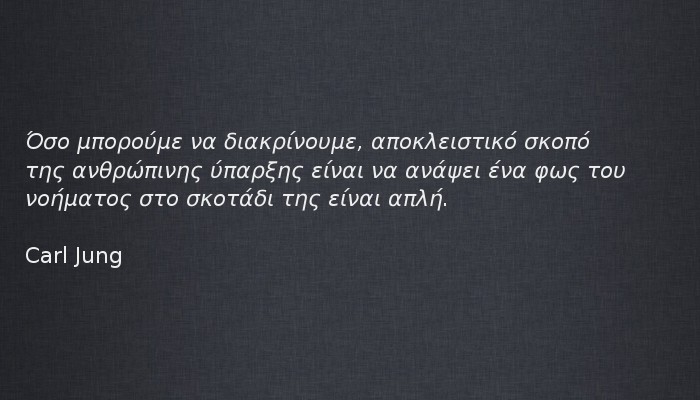 Όσο μπορούμε να διακρίνουμε, αποκλειστικό σκοπό
της ανθρώπινης ύπαρξης είναι να ανάψει ένα φως του
νοήματος στο σκοτάδι της είναι απλή.
Carl Jung